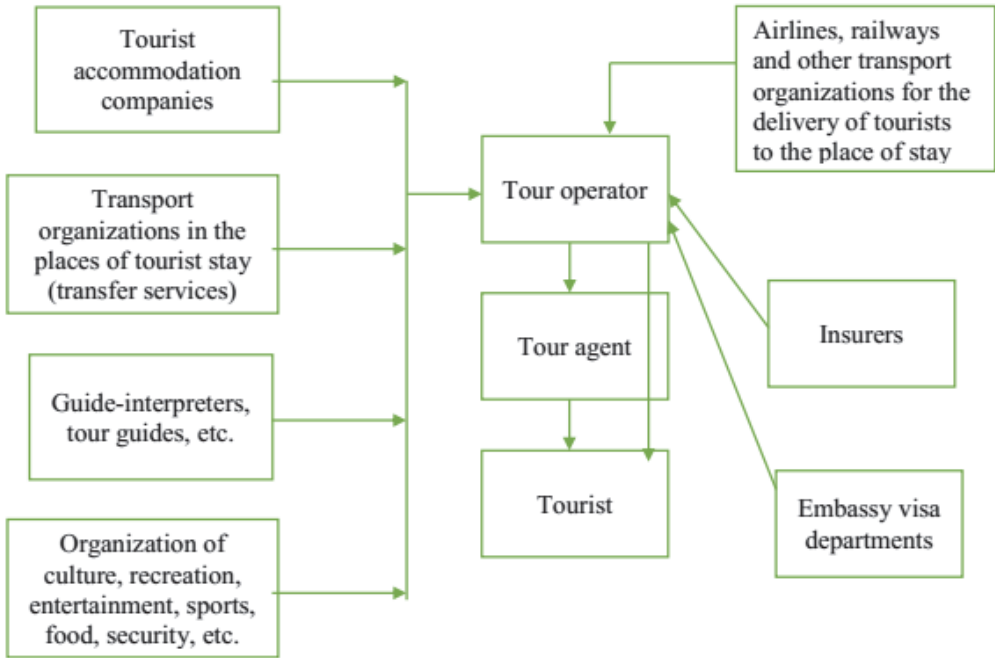 Tourist
accommodation
companies
Transport
organizations in the
places of tourist stay
(transfer services)
Guide-interpreters,
tour guides, etc.
Organization of
culture, recreation,
entertainment, sports,
food, security, etc.
Tour operator
Tour agent
Tourist
Airlines, railways
and other transport
organizations for the
delivery of tourists
to the place of stay
Insurers
Embassy visa
departments